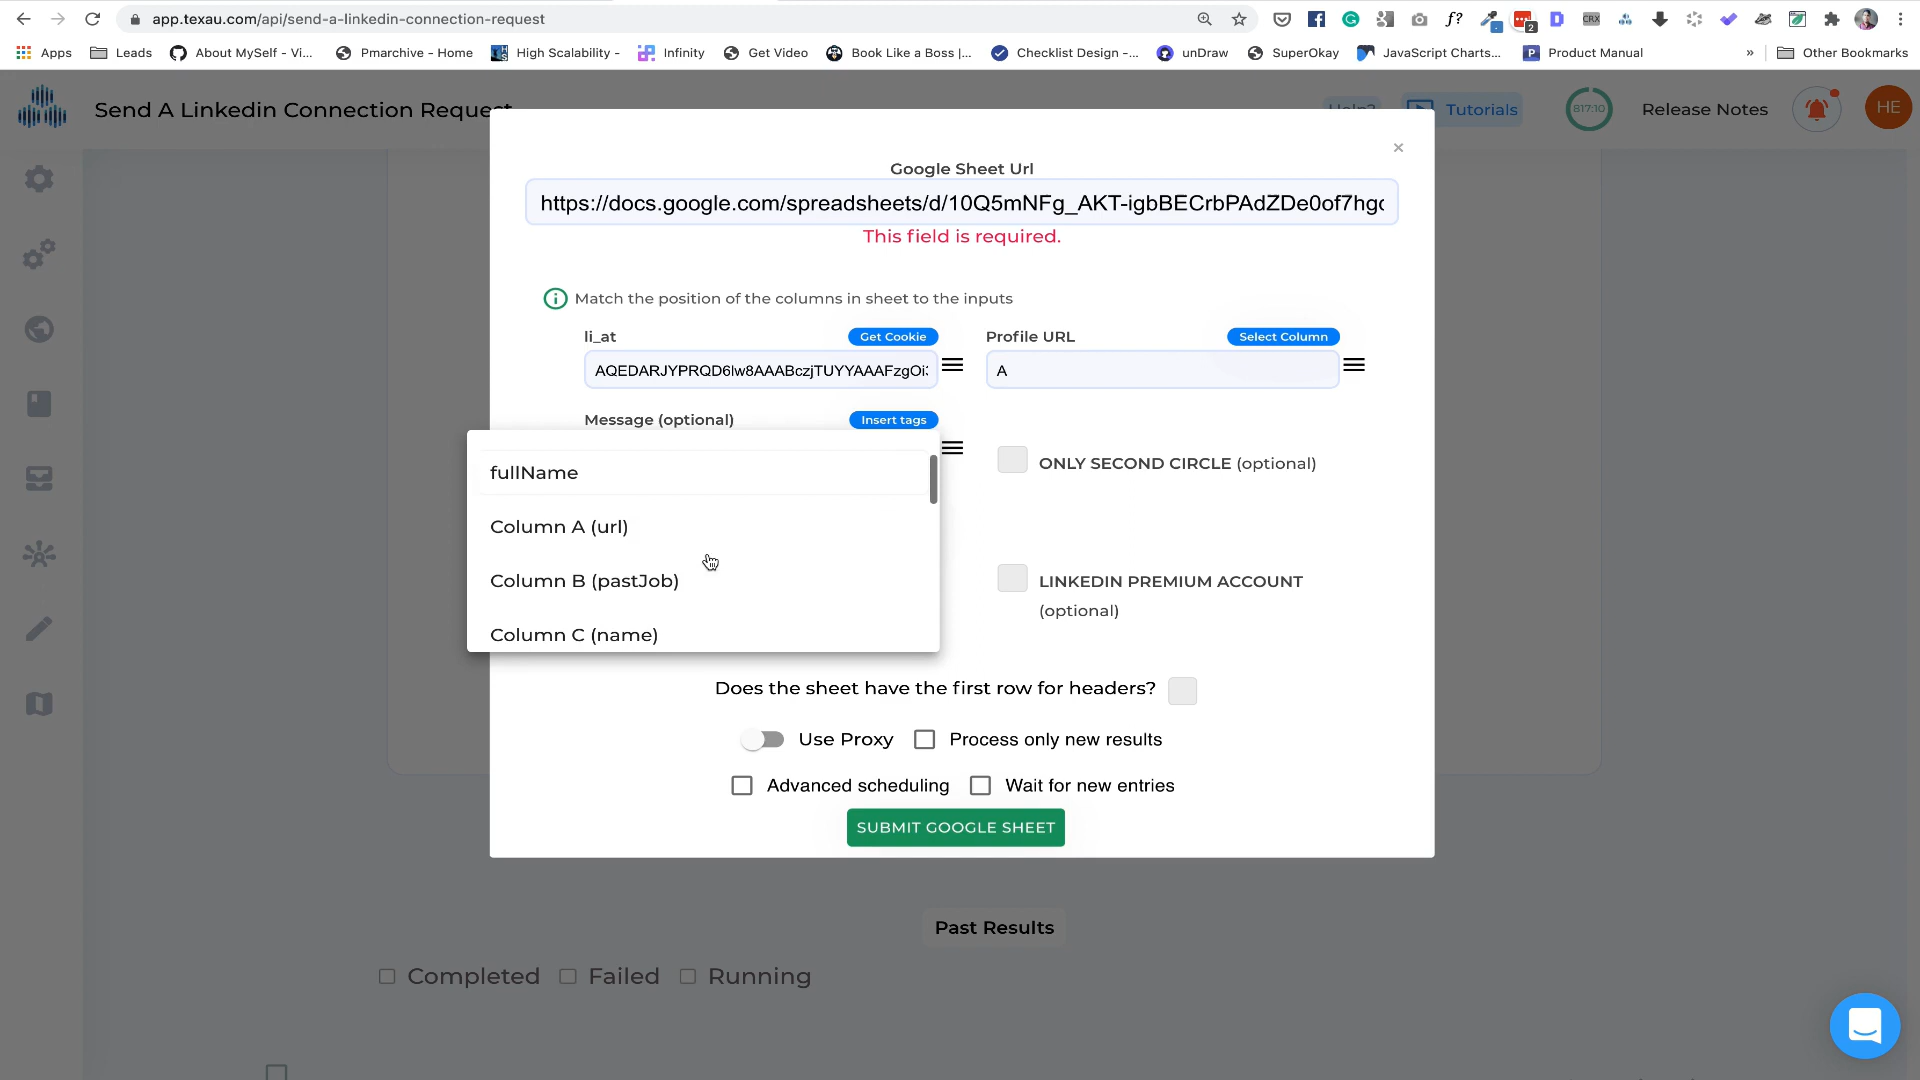 app.texau.com/api/send-a-linkedin-connection-request
f?
CRX
2
Apps
Leads
About MySelf - Vi...
Pmarchive - Home
High Scalability -
Infinity
Get Video
Book Like a Boss |...
Checklist Design -...
unDraw
SuperOkay
JavaScript Charts...
Product Manual
»
Other Bookmarks
Send A Linkedin Connection Request
Help?
Tutorials
817:10
Release Notes
HE
×
Google Sheet Url
https://docs.google.com/spreadsheets/d/10Q5mNFg_AKT-igbBECrbPAdZDe0of7hgc
This field is required.
Match the position of the columns in sheet to the inputs
li_at
Get Cookie
Profile URL
Select Column
A
Message (optional)
Insert tags
fullName
Column A (url)
Column B (pastJob)
Column C (name)
ONLY SECOND CIRCLE (optional)
LINKEDIN PREMIUM ACCOUNT
(optional)
Does the sheet have the first row for headers?
Use Proxy
Process only new results
Advanced scheduling
Wait for new entries
SUBMIT GOOGLE SHEET
Past Results
Completed
Failed
Running